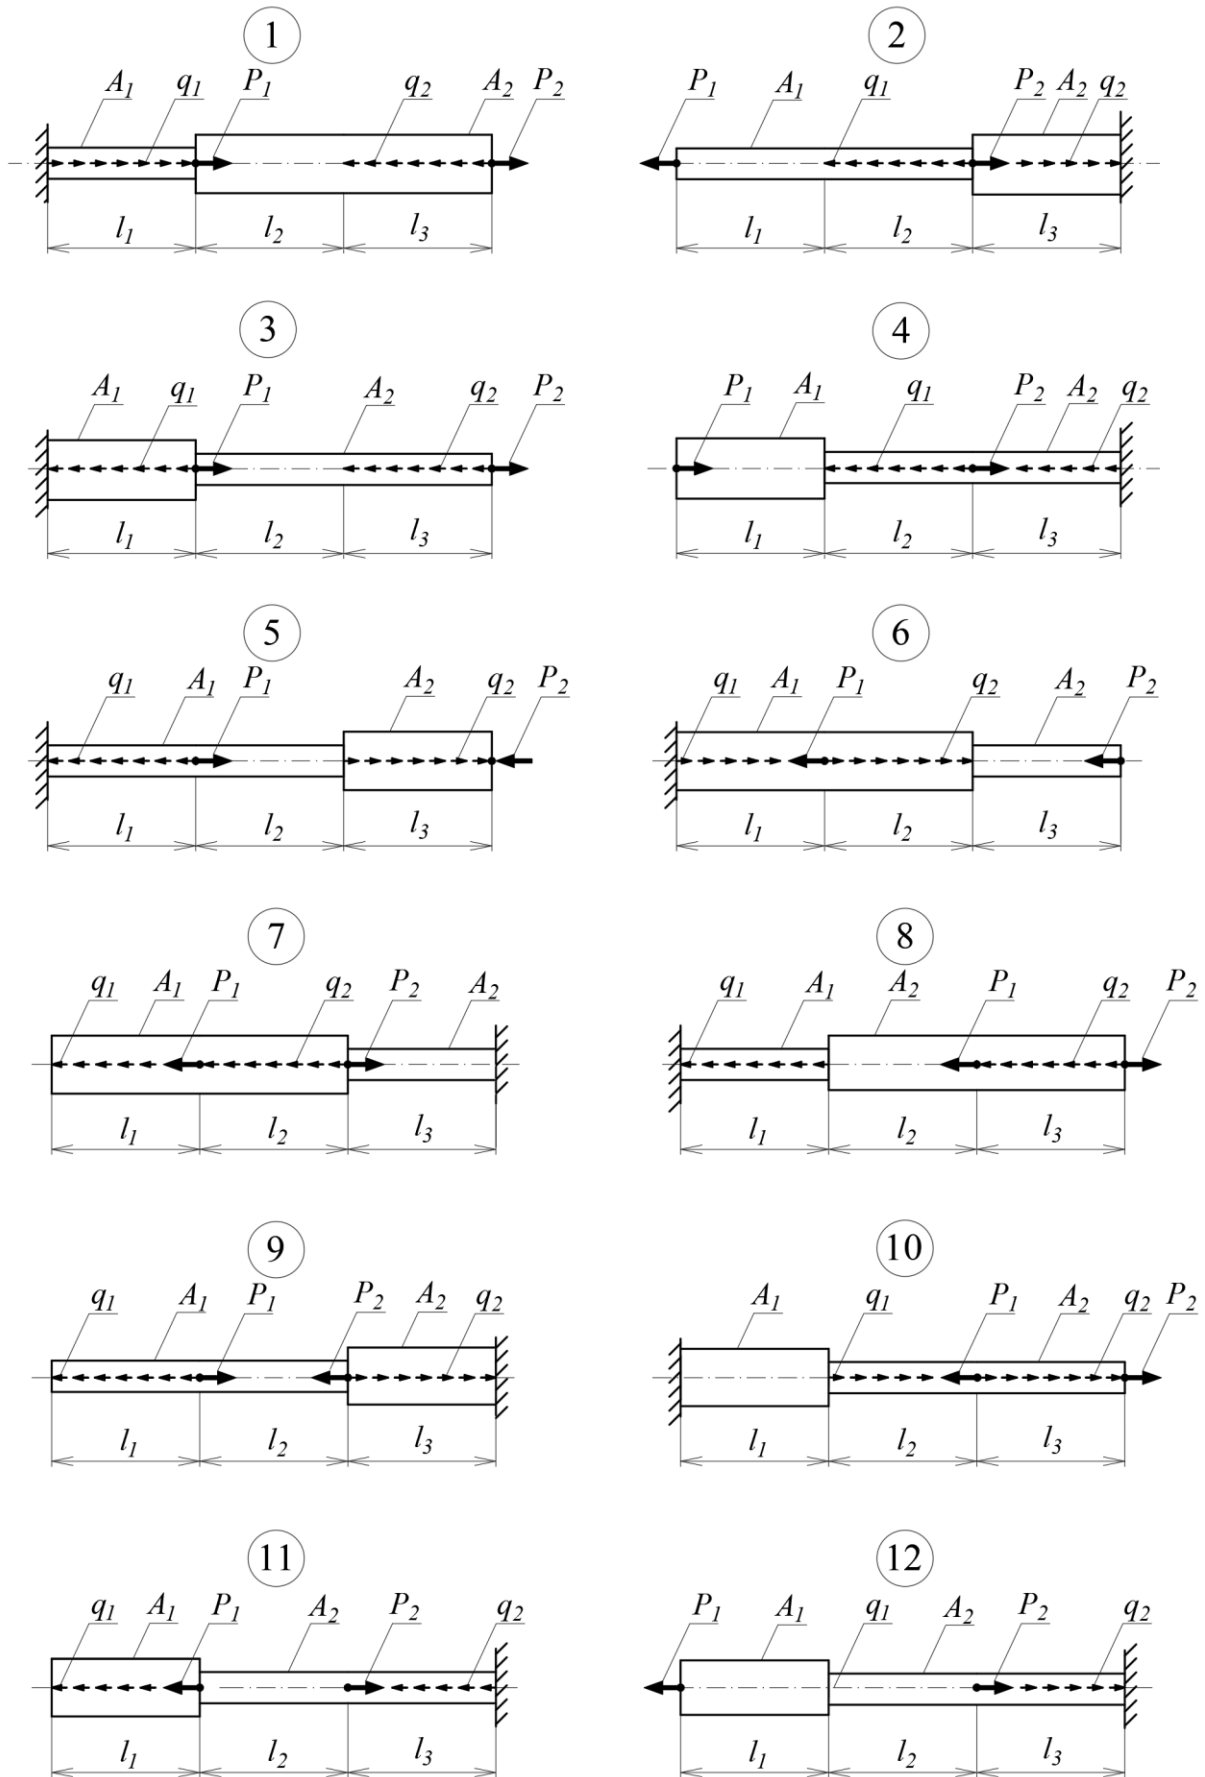 1 2
A1 q1 P1 q2 A2 P2 P1 A1 q1 P2 A2 q2
l1 l2 l3 l1 l2 l3
3 4
A1 q1 P1 A2 q2 P2 P1 A1 q1 P2 A2 q2
l1 l2 l3 l1 l2 l3
5 6
q1 A1 P1 A2 q2 P2 q1 A1 P1 q2 A2 P2
l1 l2 l3 l1 l2 l3
7 8
q1 A1 P1 q2 P2 A2 q1 A1 A2 P1 q2 P2
l1 l2 l3 l1 l2 l3
9 10
q1 A1 P1 P2 A2 q2 A1 q1 P1 A2 q2 P2
l1 l2 l3 l1 l2 l3
11 12
q1 A1 P1 A2 P2 q2 P1 A1 q1 A2 P2 q2
l1 l2 l3 l1 l2 l3